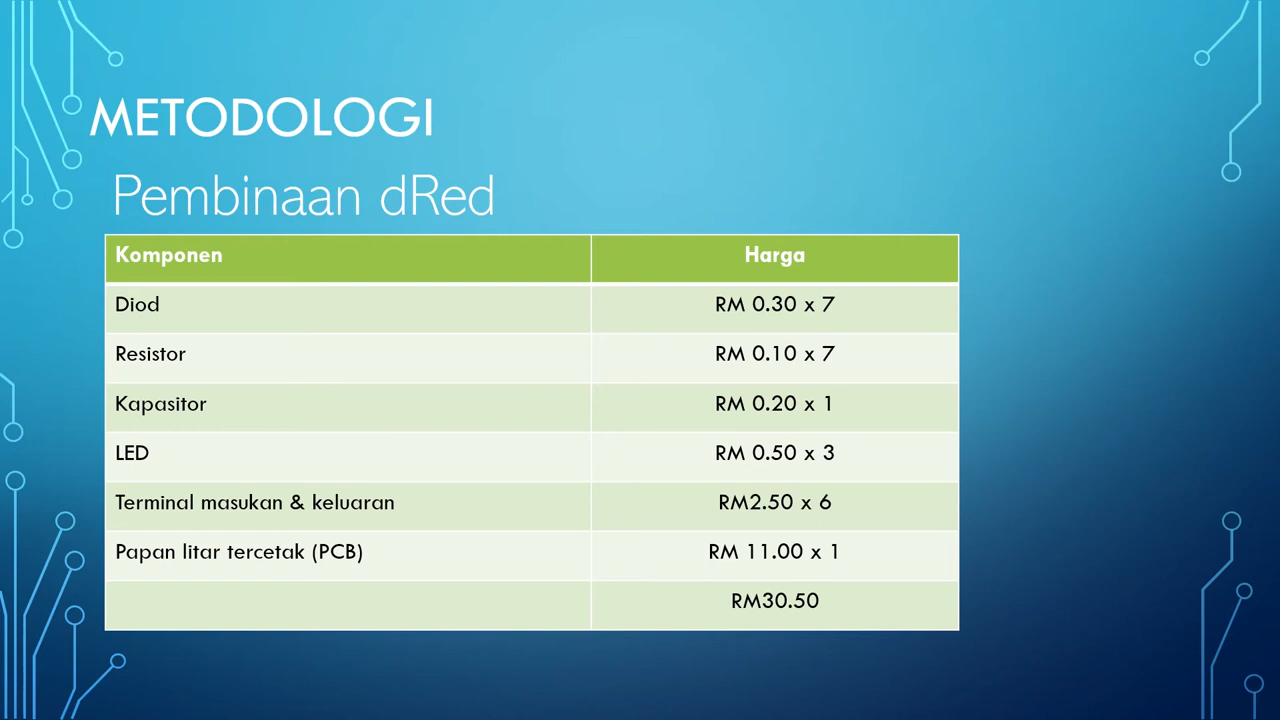 METODOLOGI
Pembinaan dRed
Komponen Harga
Diod RM 0.30 x 7
Resistor RM 0.10 x 7
Kapasitor RM 0.20 x 1
LED RM 0.50 x 3
Terminal masukan & keluaran RM2.50 x 6
Papan litar tercetak (PCB) RM 11.00 x 1
RM30.50